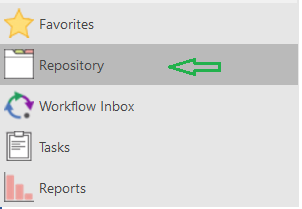 Favorites
Repository
Workflow Inbox
Tasks
Reports